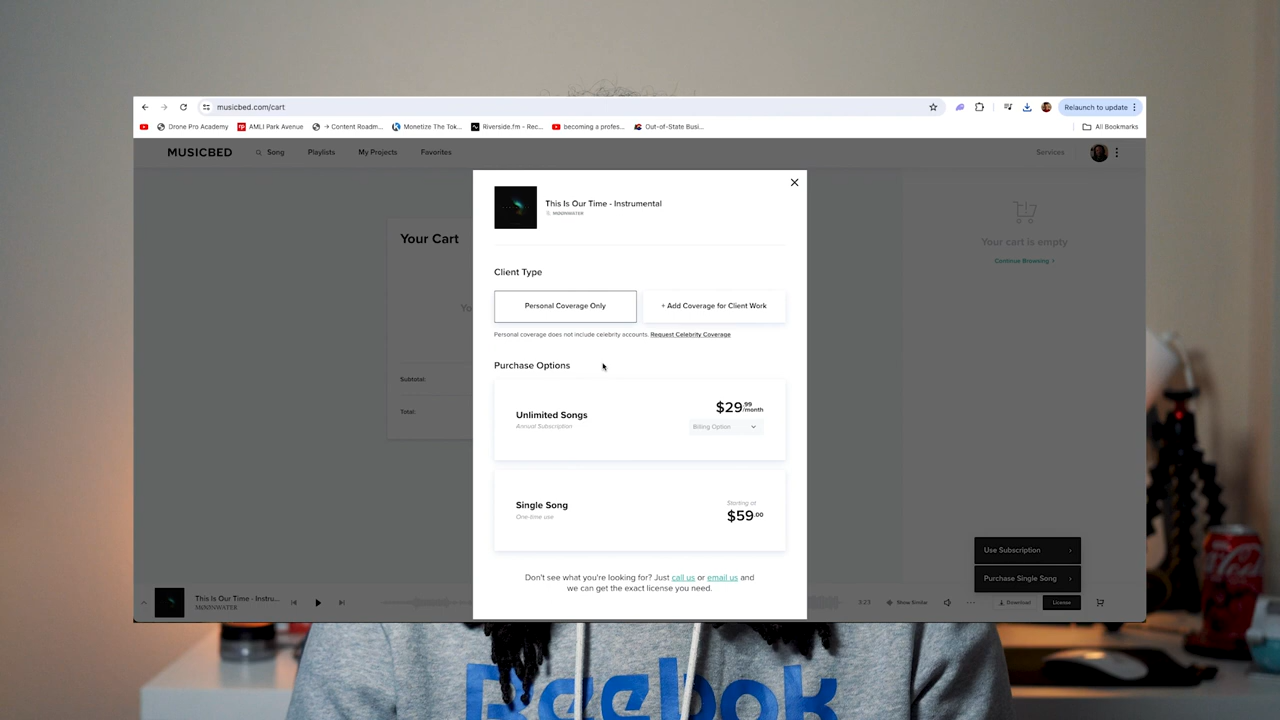 musicbed.com/cart
Relaunch to update
Drone Pro Academy
AMLI Park Avenue
→ Content Roadm...
Monetize The Tok...
Riverside.fm – Rec...
becoming a profes...
Out-of-State Busi...
All Bookmarks
MUSICBED
Song
Playlists
My Projects
Favorites
Services
This Is Our Time - Instrumental
MØØNWATER
Your Cart
Your cart is empty
Continue Browsing ›
Client Type
Personal Coverage Only
+ Add Coverage for Client Work
Yo
Personal coverage does not include celebrity accounts. Request Celebrity Coverage
Purchase Options
Subtotal:
Total:
Unlimited Songs
Annual Subscription
$29.99
/month
Billing Option
Single Song
One-time use
Starting at
$59.00
Use Subscription ›
Purchase Single Song ›
Don't see what you're looking for? Just call us or email us and
we can get the exact license you need.
This Is Our Time - Instru...
MØØNWATER
3:23
Show Similar
Download
License
Reebok